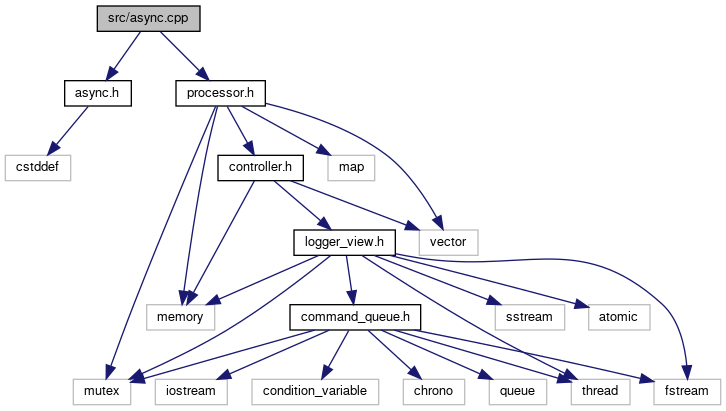 src/async.cpp
async.h
processor.h
cstddef
controller.h
map
logger_view.h
vector
memory
command_queue.h
sstream
atomic
mutex
iostream
condition_variable
chrono
queue
thread
fstream